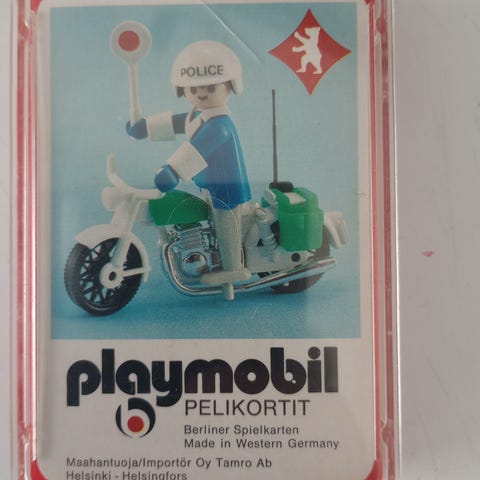 POLICE
playmobil
PELIKORTIT
Berliner Spielkarten
Made in Western Germany
Maahantuoja/Importör Oy Tamro Ab
Helsinki - Helsingfors